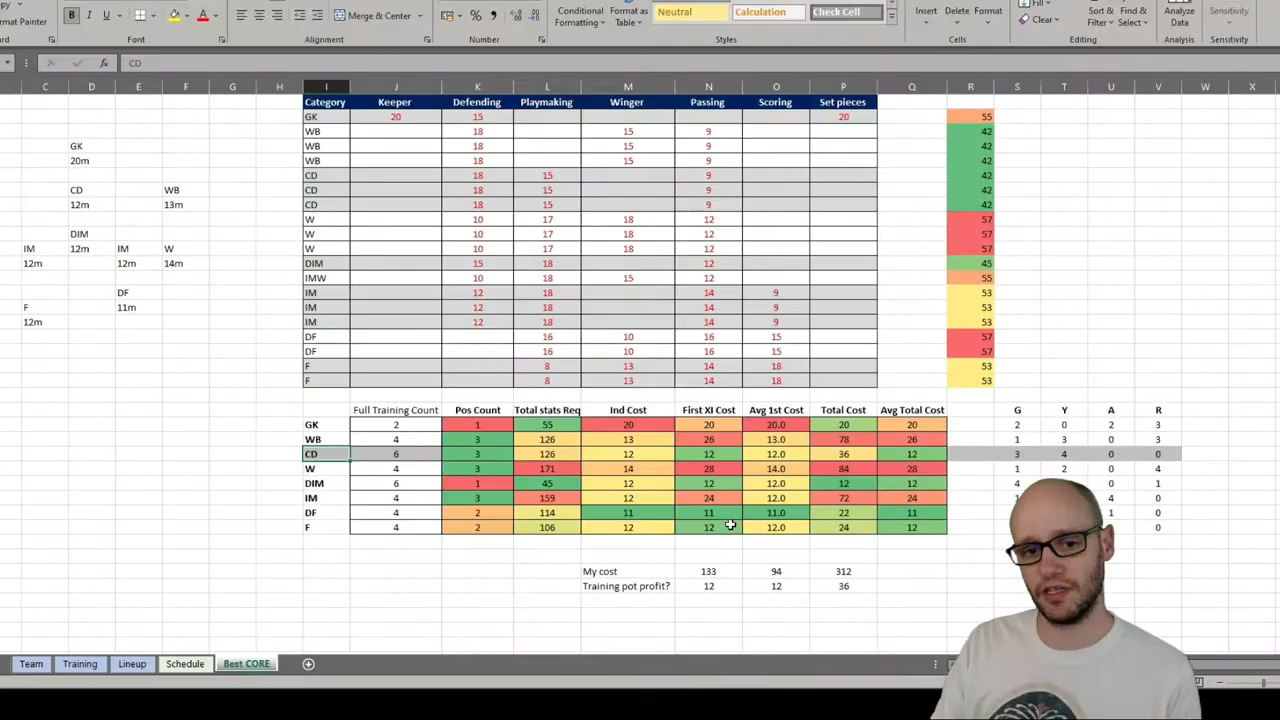 Copy
Format Painter
B I U
Merge & Center
% 9
Conditional Formatting
Format as Table
Neutral Calculation Check Cell
Insert Delete Format
Fill
Clear
Sort & Filter
Find & Select
Analyze Data
Sensitivity
Font Alignment Number Styles Cells Editing Analysis Sensitivity
fx CD
C D E F G H I J K L M N O P Q R S T U V W X
Category Keeper Defending Playmaking Winger Passing Scoring Set pieces
GK 20 15 20 55
WB 18 15 9 42
WB 18 15 9 42
WB 18 15 9 42
CD 18 15 9 42
CD 18 15 9 42
CD 18 15 9 42
W 10 17 18 12 57
W 10 17 18 12 57
W 10 17 18 12 57
DIM 15 18 12 45
IMW 10 18 15 12 55
IM 12 18 14 9 53
IM 12 18 14 9 53
IM 12 18 14 9 53
DF 16 10 16 15 57
DF 16 10 16 15 57
F 8 13 14 18 53
F 8 13 14 18 53
GK
20m
CD WB
12m 13m
DIM
IM 12m IM W
12m 12m 14m
DF
F 11m
12m
Full Training Count Pos Count Total stats Req Ind Cost First XI Cost Avg 1st Cost Total Cost Avg Total Cost G Y A R
GK 2 1 55 20 20 20.0 20 20 2 0 2 3
WB 4 3 126 13 26 13.0 78 26 1 3 0 3
CD 6 3 126 12 12 12.0 36 12 3 4 0 0
W 4 3 171 14 28 14.0 84 28 1 2 0 4
DIM 6 1 45 12 12 12.0 12 12 4 0 1
IM 4 3 159 12 24 12.0 72 24 4 0
DF 4 2 114 11 11 11.0 22 11 1 0
F 4 2 106 12 12 12.0 24 12 0
My cost 133 94 312
Training pot profit? 12 12 36
Team Training Lineup Schedule Best CORE